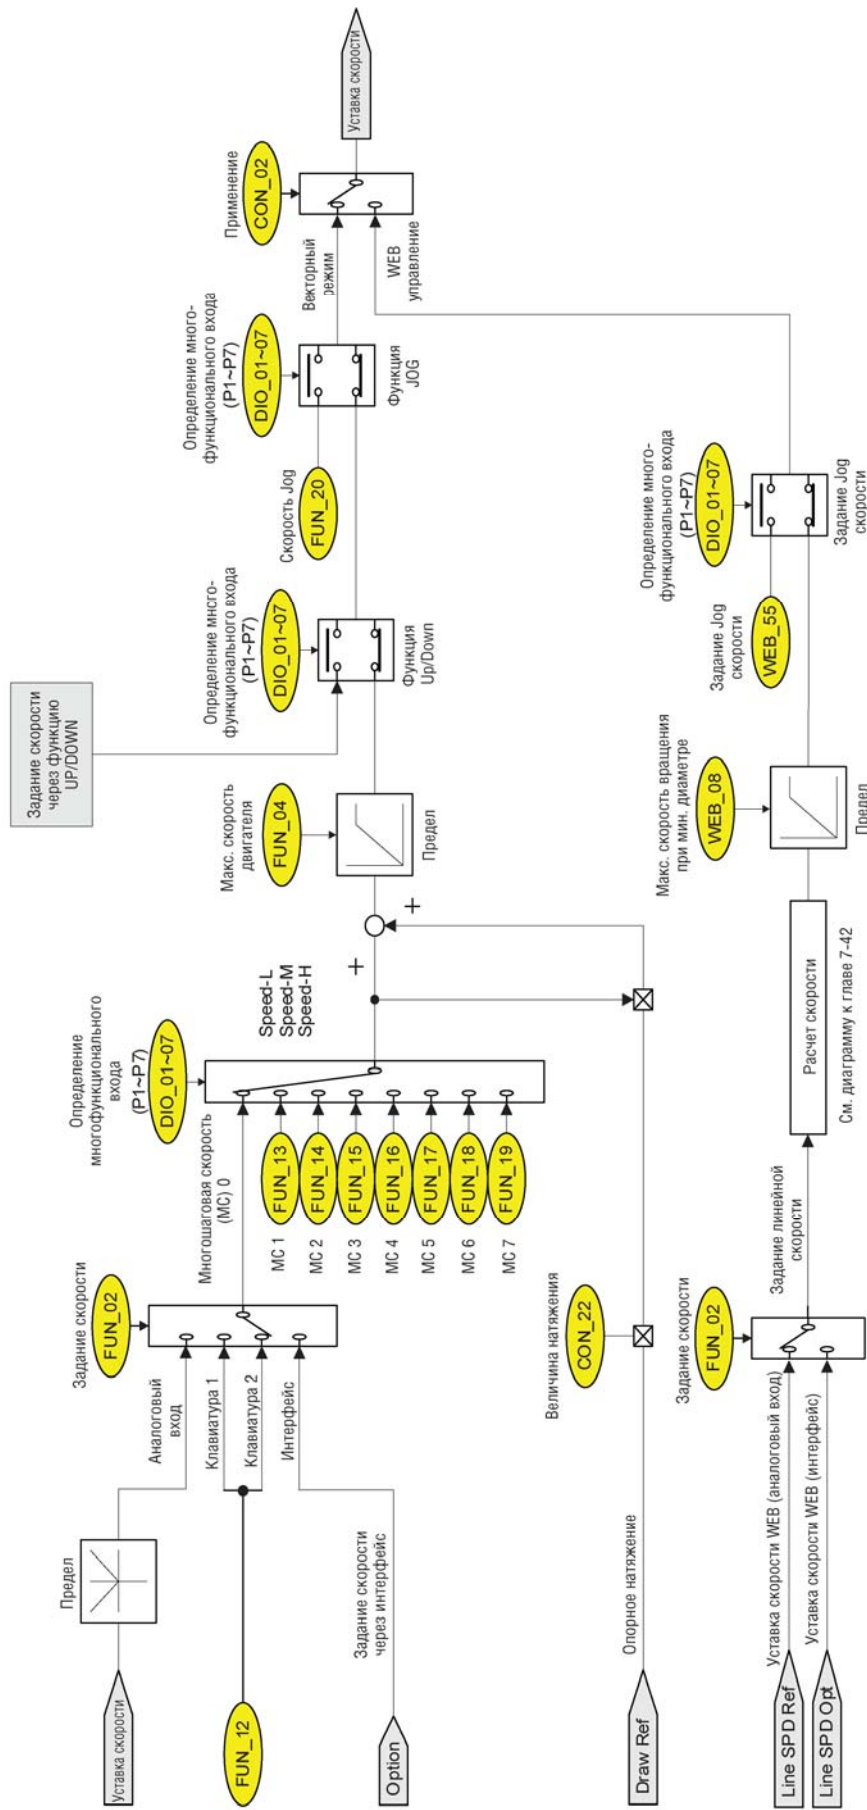 Уставка скорости
Предел
Аналоговый
вход
Клавиатура 1
Клавиатура 2
Интерфейс
FUN_12
Option
Задание скорости
через интерфейс
Задание скорости
FUN_02
Многошаговая скорость
(МС) 0
МС 1
FUN_13
МС 2
FUN_14
МС 3
FUN_15
МС 4
FUN_16
МС 5
FUN_17
МС 6
FUN_18
МС 7
FUN_19
Определение
многофункционального
входа
(P1~P7)
DIO_01~07
Speed-L
Speed-M
Speed-H
+
+
Макс. скорость
двигателя
FUN_04
Предел
Задание скорости
через функцию
UP/DOWN
Определение мнсго-
функционального входа
(P1~P7)
DIO_01~07
Функция
Up/Down
Скорость Jog
FUN_20
Определение много-
функционального входа
(P1~P7)
DIO_01~07
Функция
JOG
Векторный
режим
WEB
управление
Применение
CON_02
Уставка скорости
Draw Ref
Опорное натяжение
Величина натяжения
CON_22
Line SPD Ref
Line SPD Opt
Уставка скорости WEB (аналоговый вход)
Уставка скорости WEB (интерфейс)
Задание скорости
FUN_02
Задание линейной
скорости
Расчет скорости
См. диаграмму к главе 7-42
Макс. скорость вращения
при мин. диаметре
WEB_08
Предел
Задание Jog
скорости
WEB_55
Определение много-
функционального входа
(P1~P7)
DIO_01~07
Задание Jog
скорости